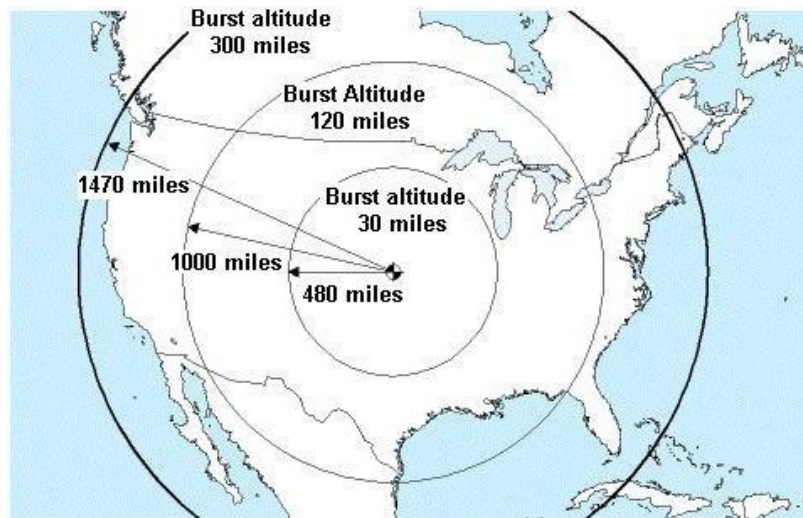 Burst altitude
300 miles
Burst Altitude
120 miles
Burst altitude
30 miles
1470 miles
1000 miles
480 miles